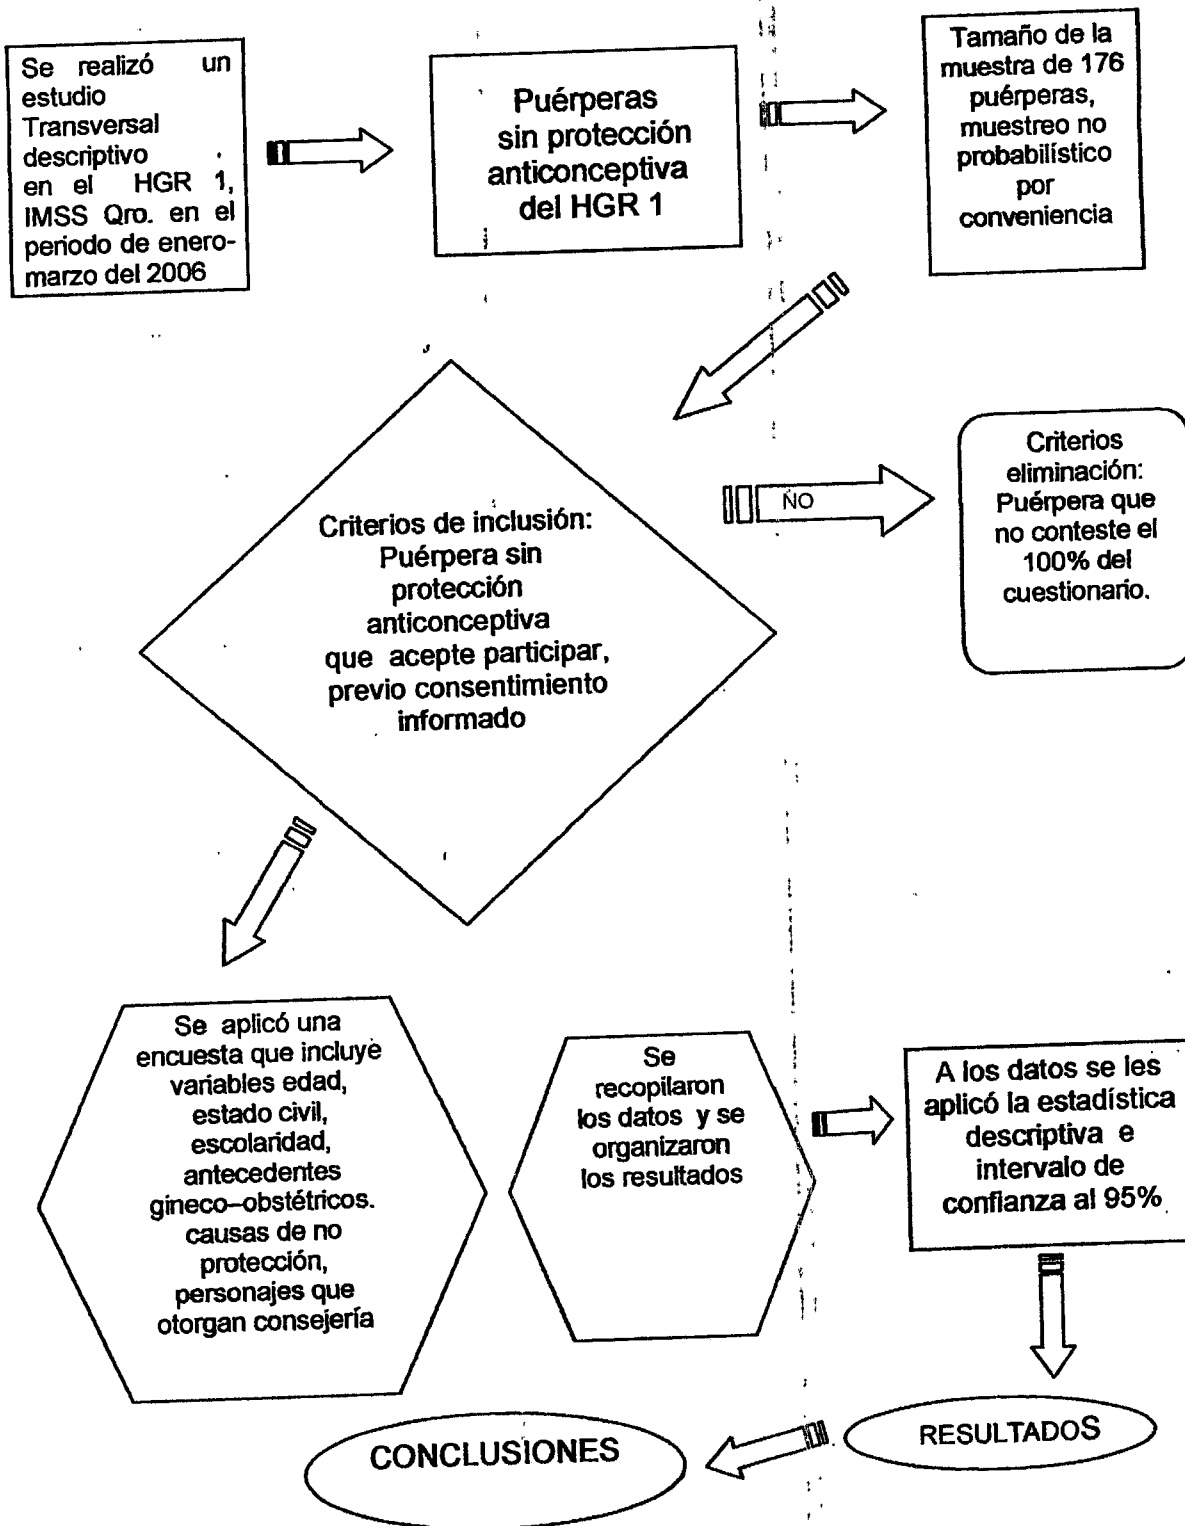 Se realizó un
estudio
Transversal
descriptivo
en el HGR 1,
IMSS Qro. en el
periodo de enero-
marzo del 2006
Puérperas
sin protección
anticonceptiva
del HGR 1
Tamaño de la
muestra de 176
puérperas,
muestreo no
probabilístico
por
conveniencia
Criterios de inclusión:
Puérpera sin
protección
anticonceptiva
que acepte participar,
previo consentimiento
informado
NO
Criterios
eliminación:
Puérpera que
no conteste el
100% del
cuestionario.
Se aplicó una
encuesta que incluye
variables edad,
estado civil,
escolaridad,
antecedentes
gineco–obstétricos.
causas de no
protección,
personajes que
otorgan consejería
Se
recopilaron
los datos y se
organizaron
los resultados
A los datos se les
aplicó la estadística
descriptiva e
intervalo de
confianza al 95%
RESULTADOS
CONCLUSIONES